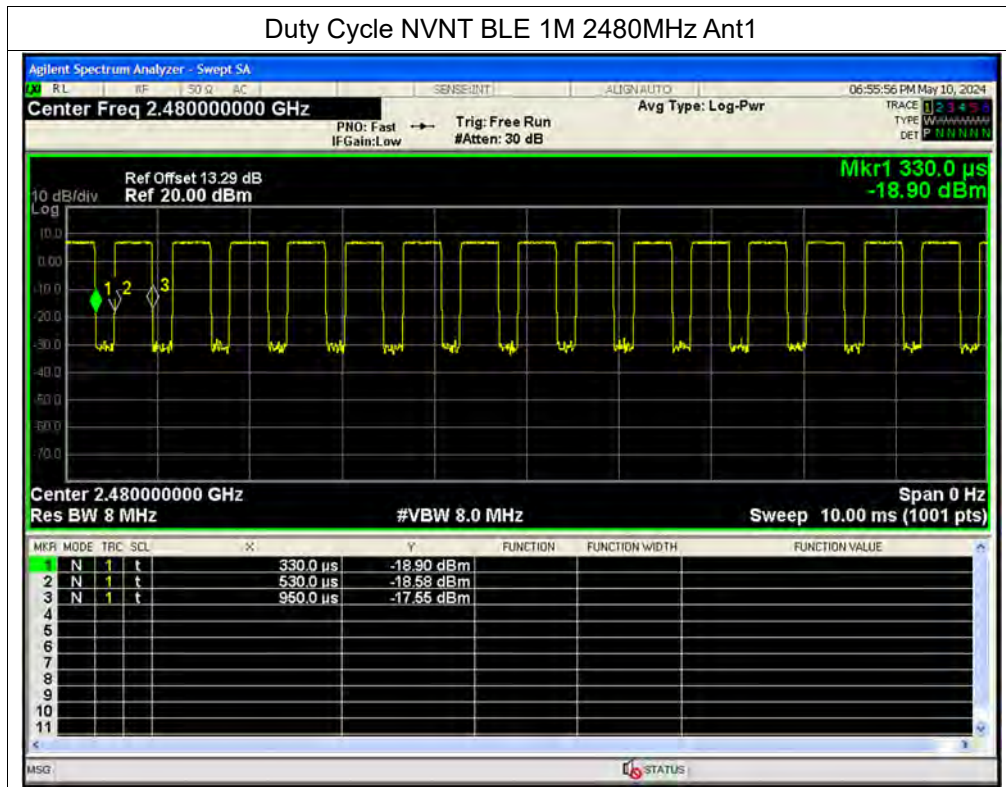 Duty Cycle NVNT BLE 1M 2480MHz Ant1
Agilent Spectrum Analyzer - Swept SA
RL RF 50 Ω AC SENSE:INT ALIGN AUTO 06:55:56 PM May 10, 2024
Center Freq 2.480000000 GHz
PNO: Fast
IFGain:Low
Trig: Free Run
#Atten: 30 dB
Avg Type: Log-Pwr
TRACE 1 2 3 4 5 6
TYPE W
DET P N N N N N
Ref Offset 13.29 dB
10 dB/div Ref 20.00 dBm
Log
Mkr1 330.0 µs
-18.90 dBm
10.0
0.00
-10.0
-20.0
-30.0
-40.0
-50.0
-60.0
-70.0
1 2 3
Center 2.480000000 GHz Span 0 Hz
Res BW 8 MHz #VBW 8.0 MHz Sweep 10.00 ms (1001 pts)
MKR MODE TRC SCL X Y FUNCTION FUNCTION WIDTH FUNCTION VALUE
1 N 1 t 330.0 µs -18.90 dBm
2 N 1 t 530.0 µs -18.58 dBm
3 N 1 t 950.0 µs -17.55 dBm
4
5
6
7
8
9
10
11
MSG STATUS